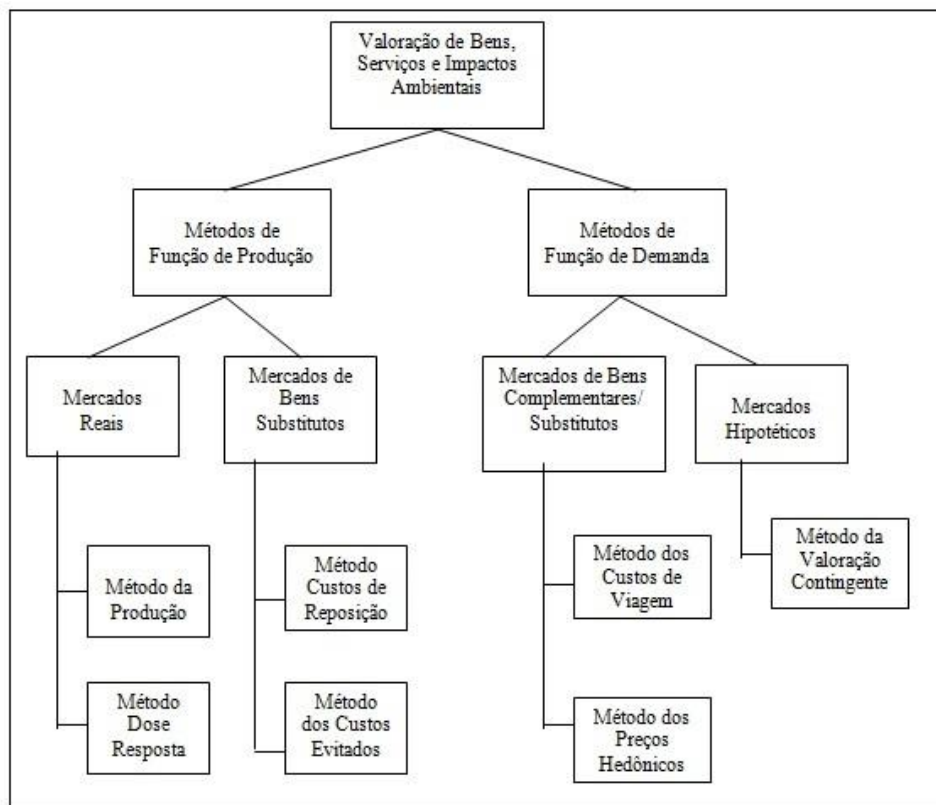 Valoração de Bens,
Serviços e Impactos
Ambientais
Métodos de
Função de Produção
Métodos de
Função de Demanda
Mercados
Reais
Mercados de
Bens
Substitutos
Mercados de Bens
Complementares/
Substitutos
Mercados
Hipotéticos
Método da
Produção
Método
Custos de
Reposição
Método dos
Custos de
Viagem
Método da
Valoração
Contingente
Método
Dose
Resposta
Método
dos Custos
Evitados
Método dos
Preços
Hedônicos